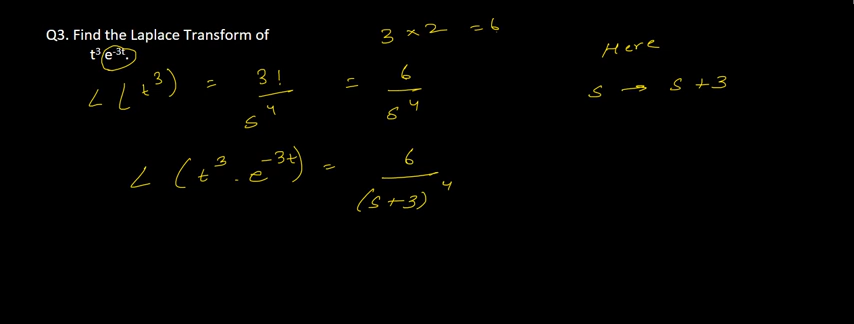 Q3. Find the Laplace Transform of
t³ e⁻³ᵗ.
3 × 2 = 6
Here
s → s + 3
L ( t³ ) = 3! / s⁴ = 6 / s⁴
L ( t³ . e⁻³ᵗ ) = 6 / (s+3)⁴